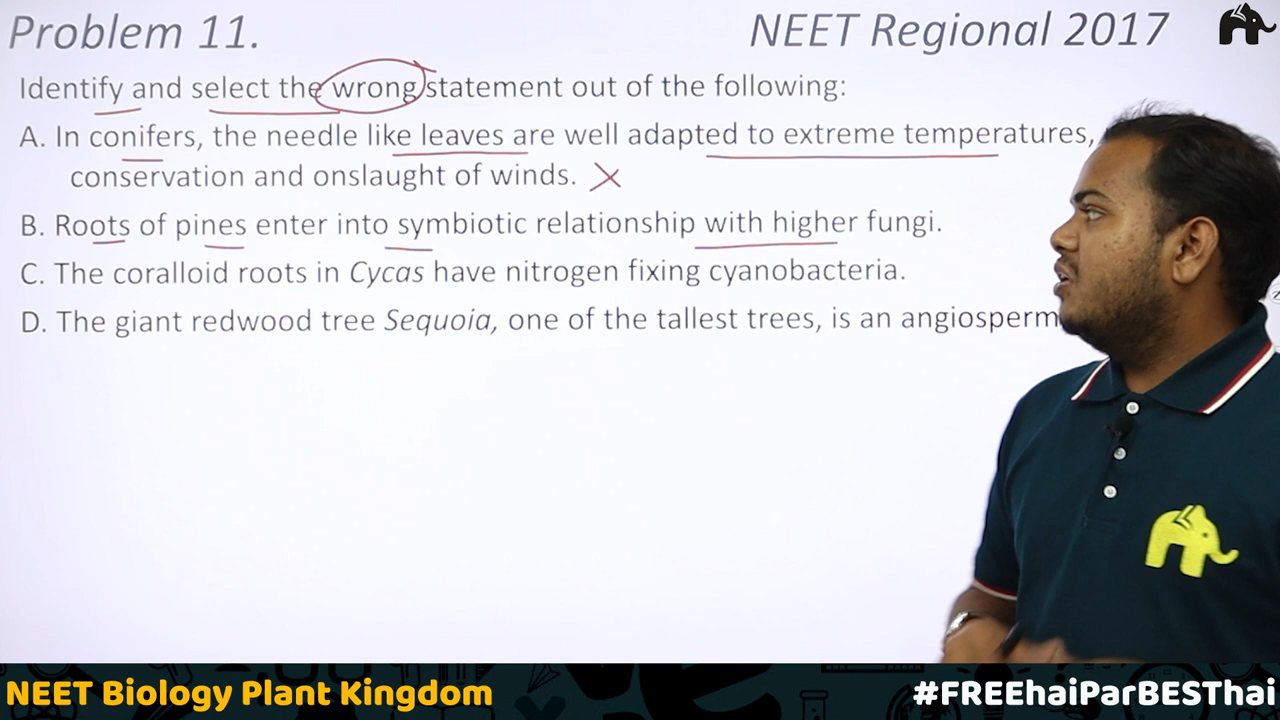 Problem 11.
NEET Regional 2017
Identify and select the wrong statement out of the following:
A. In conifers, the needle like leaves are well adapted to extreme temperatures,
conservation and onslaught of winds.
B. Roots of pines enter into symbiotic relationship with higher fungi.
C. The coralloid roots in Cycas have nitrogen fixing cyanobacteria.
D. The giant redwood tree Sequoia, one of the tallest trees, is an angiosperm
NEET Biology Plant Kingdom
#FREEhaiParBESThai